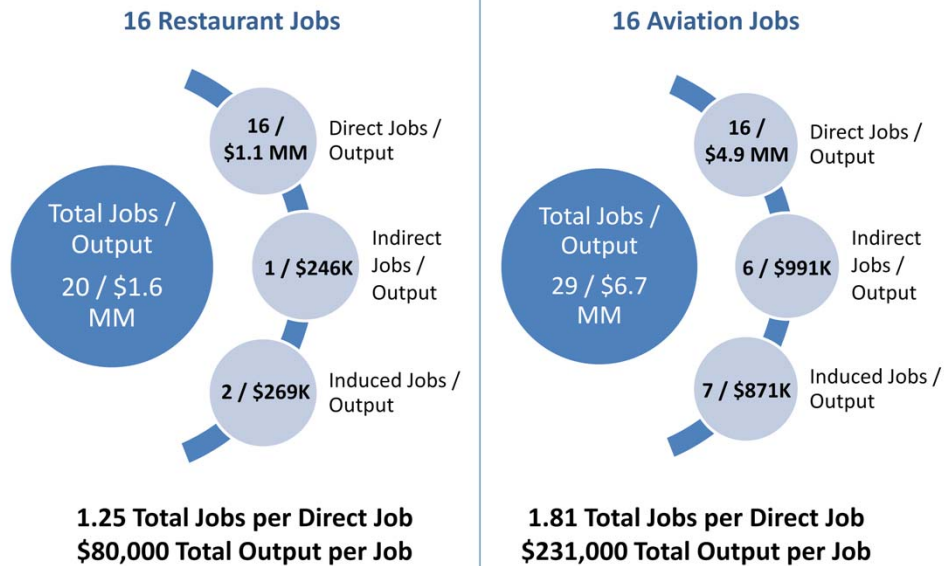 16 Restaurant Jobs
Total Jobs /
Output
20 / $1.6
MM
16 /
$1.1 MM
Direct Jobs /
Output
1 / $246K
Indirect
Jobs /
Output
2 / $269K
Induced Jobs /
Output
1.25 Total Jobs per Direct Job
$80,000 Total Output per Job
16 Aviation Jobs
Total Jobs /
Output
29 / $6.7
MM
16 /
$4.9 MM
Direct Jobs /
Output
6 / $991K
Indirect
Jobs /
Output
7 / $871K
Induced Jobs /
Output
1.81 Total Jobs per Direct Job
$231,000 Total Output per Job